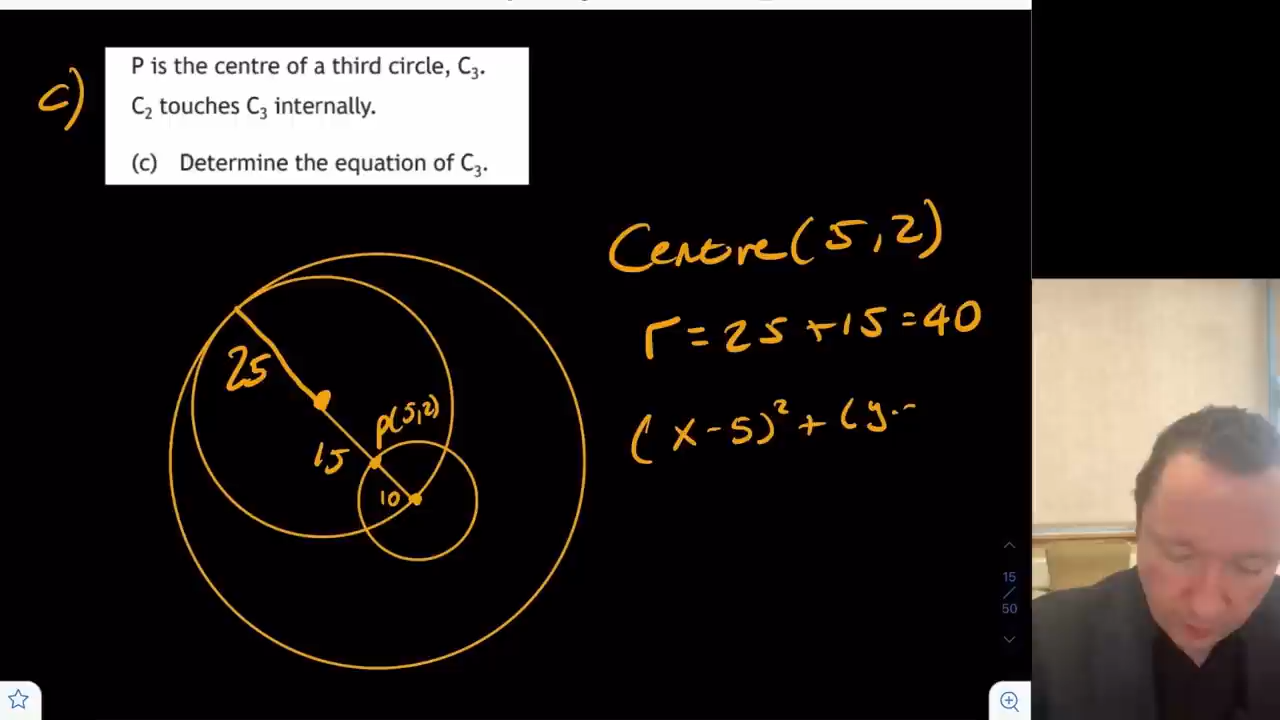 c)
P is the centre of a third circle, C₃.
C₂ touches C₃ internally.
(c) Determine the equation of C₃.
Centre (5,2)
r = 25 + 15 = 40
(x-5)² + (y-
25
P(5,2)
15
10
15
/
50